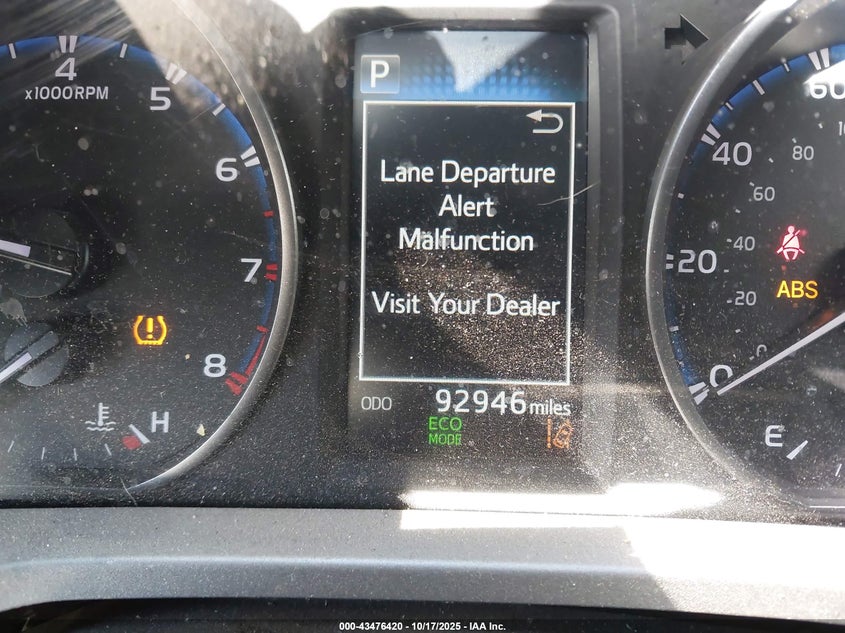 4
x1000RPM
5
6
7
8
H
P
Lane Departure
Alert
Malfunction
Visit Your Dealer
ODO 92946 miles
ECO
MODE
60
40
80
60
20
40
20
0
0
ABS
E
000-43476420 - 10/17/2025 - IAA Inc.